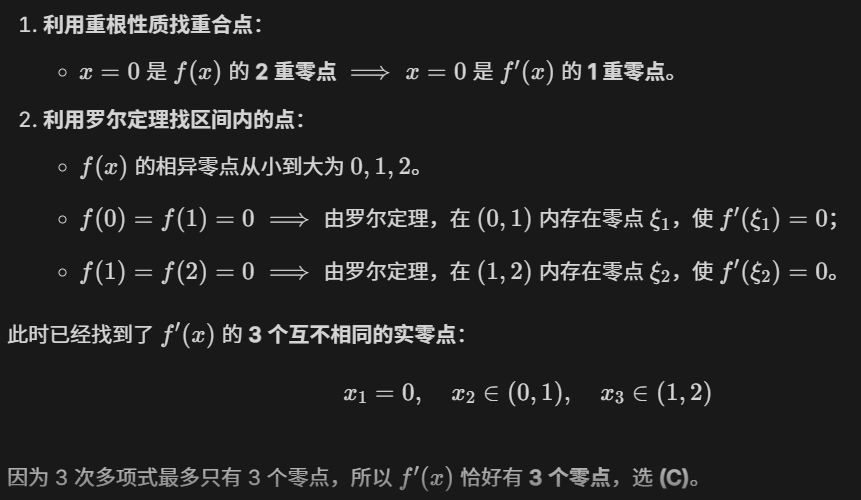 1. 利用重根性质找重合点：
◦ x = 0 是 f(x) 的 2 重零点 ⟹ x = 0 是 f′(x) 的 1 重零点。
2. 利用罗尔定理找区间内的点：
◦ f(x) 的相异零点从小到大为 0, 1, 2。
◦ f(0) = f(1) = 0 ⟹ 由罗尔定理，在 (0, 1) 内存在零点 ξ₁，使 f′(ξ₁) = 0；
◦ f(1) = f(2) = 0 ⟹ 由罗尔定理，在 (1, 2) 内存在零点 ξ₂，使 f′(ξ₂) = 0。
此时已经找到了 f′(x) 的 3 个互不相同的实零点：
x₁ = 0, x₂ ∈ (0, 1), x₃ ∈ (1, 2)
因为 3 次多项式最多只有 3 个零点，所以 f′(x) 恰好有 3 个零点，选 (C)。